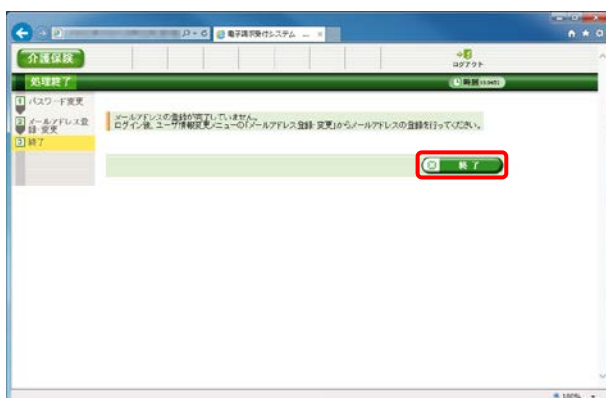 電子請求受付システム ...
介護保険
ログアウト
処理終了
時刻
1 パスワード変更
2 メールアドレス登
録・変更
3 終了
メールアドレスの登録が完了していません。
ログイン後、ユーザ情報変更メニューの「メールアドレス登録・変更」からメールアドレスの登録を行ってください。
終了
100%